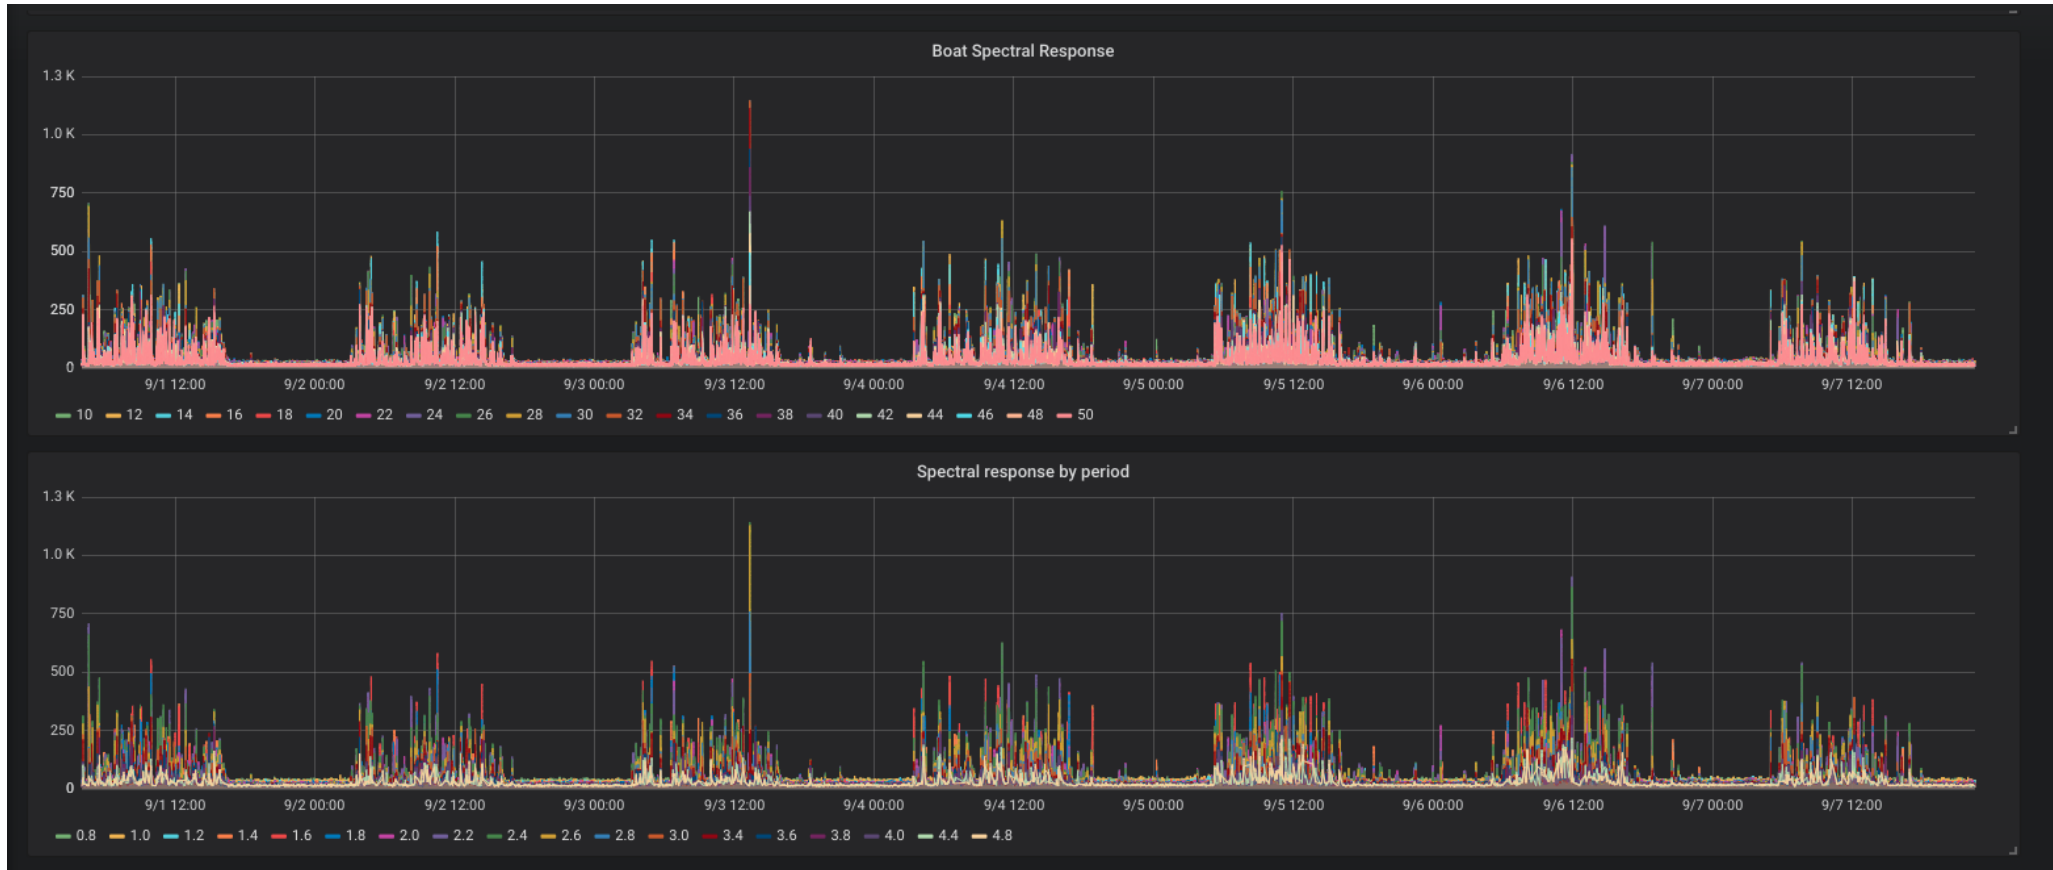 Boat Spectral Response
1.3 K
1.0 K
750
500
250
0
9/1 12:00 9/2 00:00 9/2 12:00 9/3 00:00 9/3 12:00 9/4 00:00 9/4 12:00 9/5 00:00 9/5 12:00 9/6 00:00 9/6 12:00 9/7 00:00 9/7 12:00
10 12 14 16 18 20 22 24 26 28 30 32 34 36 38 40 42 44 46 48 50
Spectral response by period
1.3 K
1.0 K
750
500
250
0
9/1 12:00 9/2 00:00 9/2 12:00 9/3 00:00 9/3 12:00 9/4 00:00 9/4 12:00 9/5 00:00 9/5 12:00 9/6 00:00 9/6 12:00 9/7 00:00 9/7 12:00
0.8 1.0 1.2 1.4 1.6 1.8 2.0 2.2 2.4 2.6 2.8 3.0 3.4 3.6 3.8 4.0 4.4 4.8